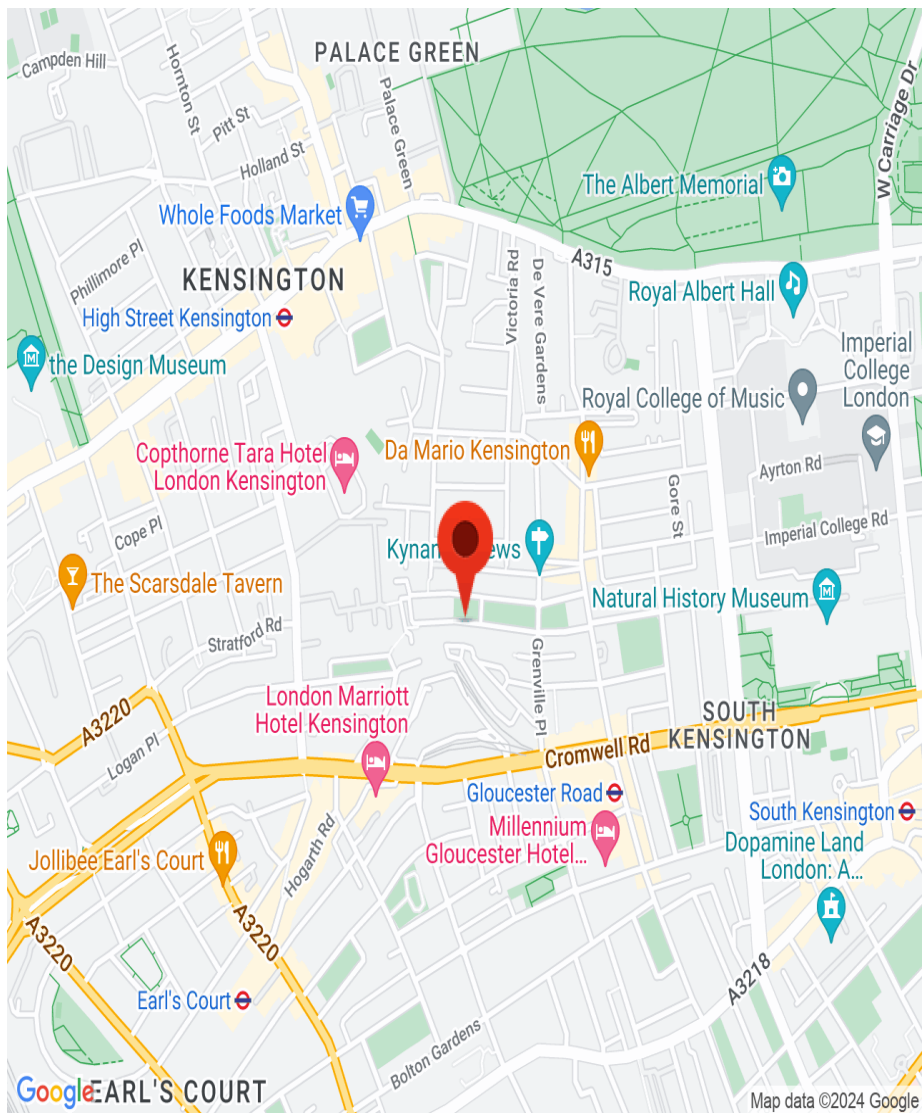 PALACE GREEN
Campden Hill
Hornton St
Pitt St
Palace Green
Holland St
W Carriage Dr
The Albert Memorial
Whole Foods Market
Phillimore Pl
KENSINGTON
A315
Victoria Rd
De Vere Gardens
Royal Albert Hall
High Street Kensington
the Design Museum
Imperial
College
London
Royal College of Music
Copthorne Tara Hotel
London Kensington
Da Mario Kensington
Ayrton Rd
Gore St
Cope Pl
Imperial College Rd
The Scarsdale Tavern
Natural History Museum
Stratford Rd
Grenville Pl
London Marriott
Hotel Kensington
A3220
SOUTH
KENSINGTON
Logan Pl
Cromwell Rd
Gloucester Road
South Kensington
Millennium
Gloucester Hotel...
Dopamine Land
London: A...
Hogarth Rd
Jollibee Earl's Court
A3220
A3220
A3218
Earl's Court
Bolton Gardens
Google
EARL'S COURT
Map data ©2024 Google